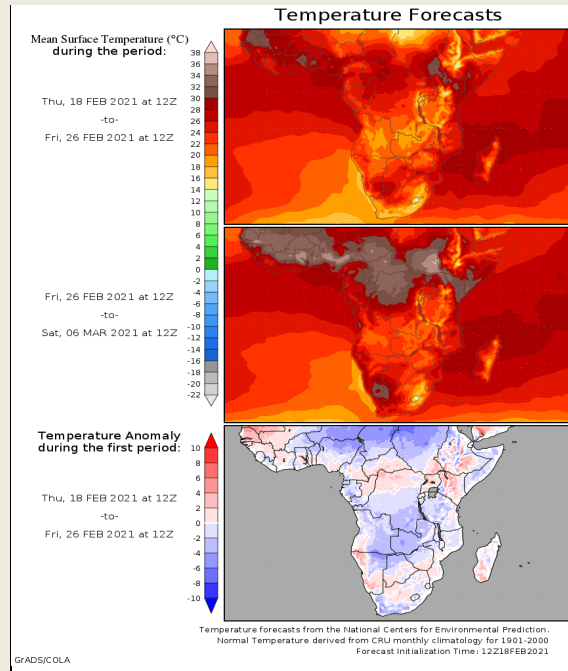 Temperature Forecasts
Mean Surface Temperature (°C)
during the period:
Thu, 18 FEB 2021 at 12Z
-to-
Fri, 26 FEB 2021 at 12Z
38
36
34
32
30
28
26
24
22
20
18
16
14
12
10
8
6
4
2
0
-2
-4
-6
-8
-10
-12
-14
-16
-18
-20
-22
Fri, 26 FEB 2021 at 12Z
-to-
Sat, 06 MAR 2021 at 12Z
Temperature Anomaly
during the first period:
Thu, 18 FEB 2021 at 12Z
-to-
Fri, 26 FEB 2021 at 12Z
10
8
6
4
2
0
-2
-4
-6
-8
-10
Temperature forecasts from the National Centers for Environmental Prediction.
Normal Temperature derived from CRU monthly climatology for 1901-2000
Forecast Initialization Time: 12Z18FEB2021
GrADS/COLA